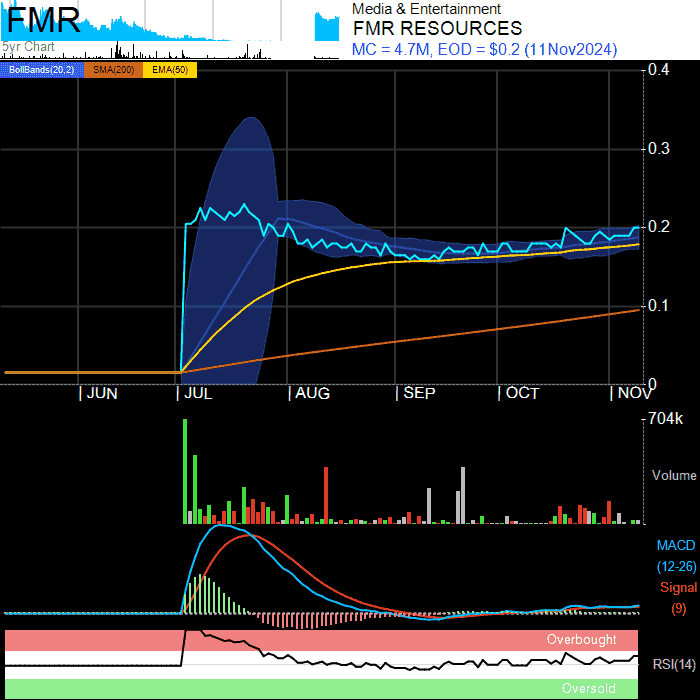 FMR
5yr Chart
Media & Entertainment
FMR RESOURCES
MC = 4.7M, EOD = $0.2 (11Nov2024)
BollBands(20,2) SMA(200) EMA(50)
0.4
0.3
0.2
0.1
0
JUN JUL AUG SEP OCT NOV
704k
Volume
MACD
(12-26)
Signal
(9)
Overbought
RSI(14)
Oversold